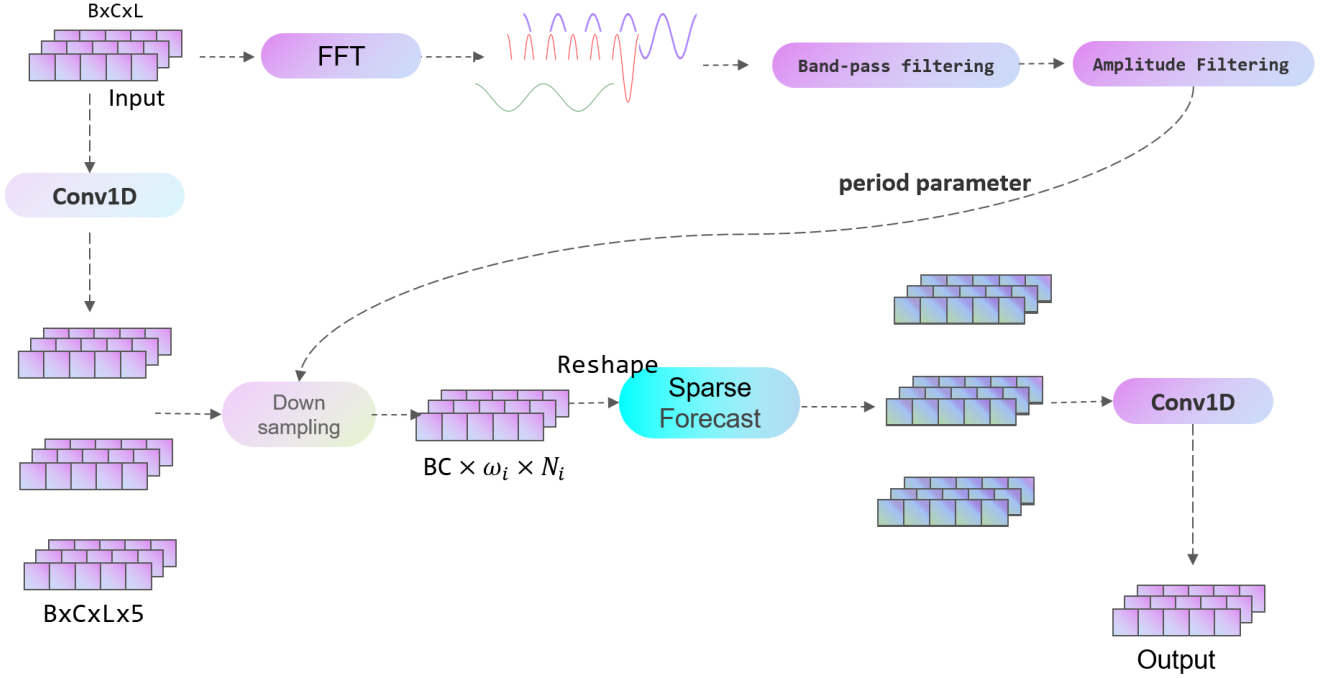 BxCxL
Input
FFT
Band-pass filtering
Amplitude Filtering
Conv1D
period parameter
BxCxLx5
Down
sampling
BC × ωᵢ × Nᵢ
Reshape
Sparse
Forecast
Conv1D
Output